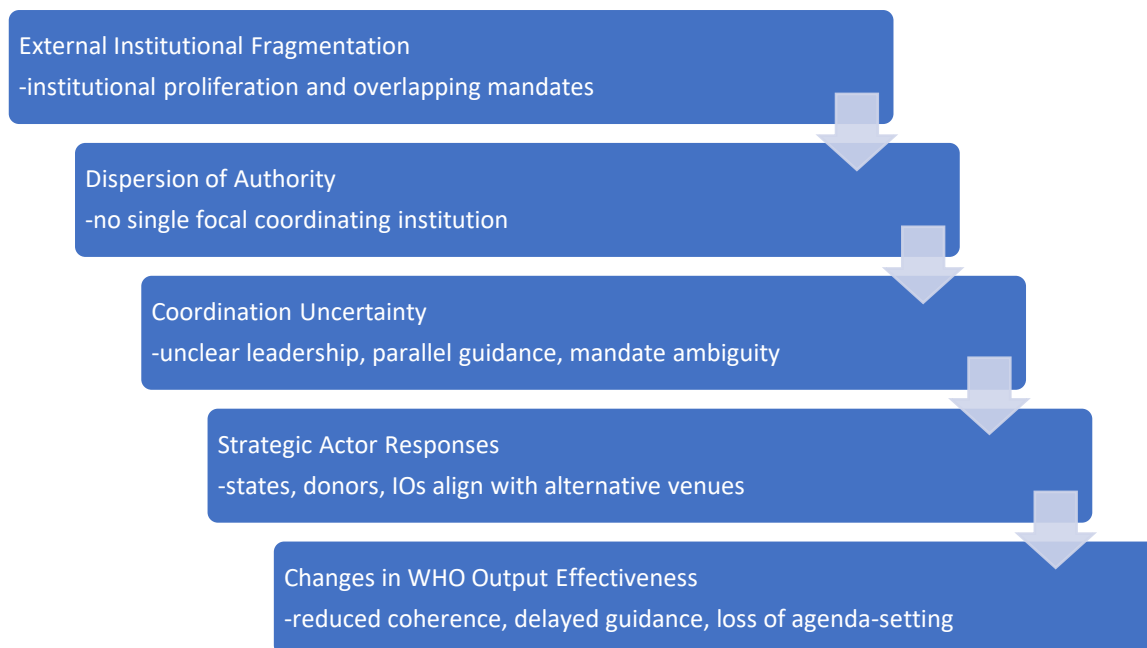 External Institutional Fragmentation
-institutional proliferation and overlapping mandates
Dispersion of Authority
-no single focal coordinating institution
Coordination Uncertainty
-unclear leadership, parallel guidance, mandate ambiguity
Strategic Actor Responses
-states, donors, IOs align with alternative venues
Changes in WHO Output Effectiveness
-reduced coherence, delayed guidance, loss of agenda-setting